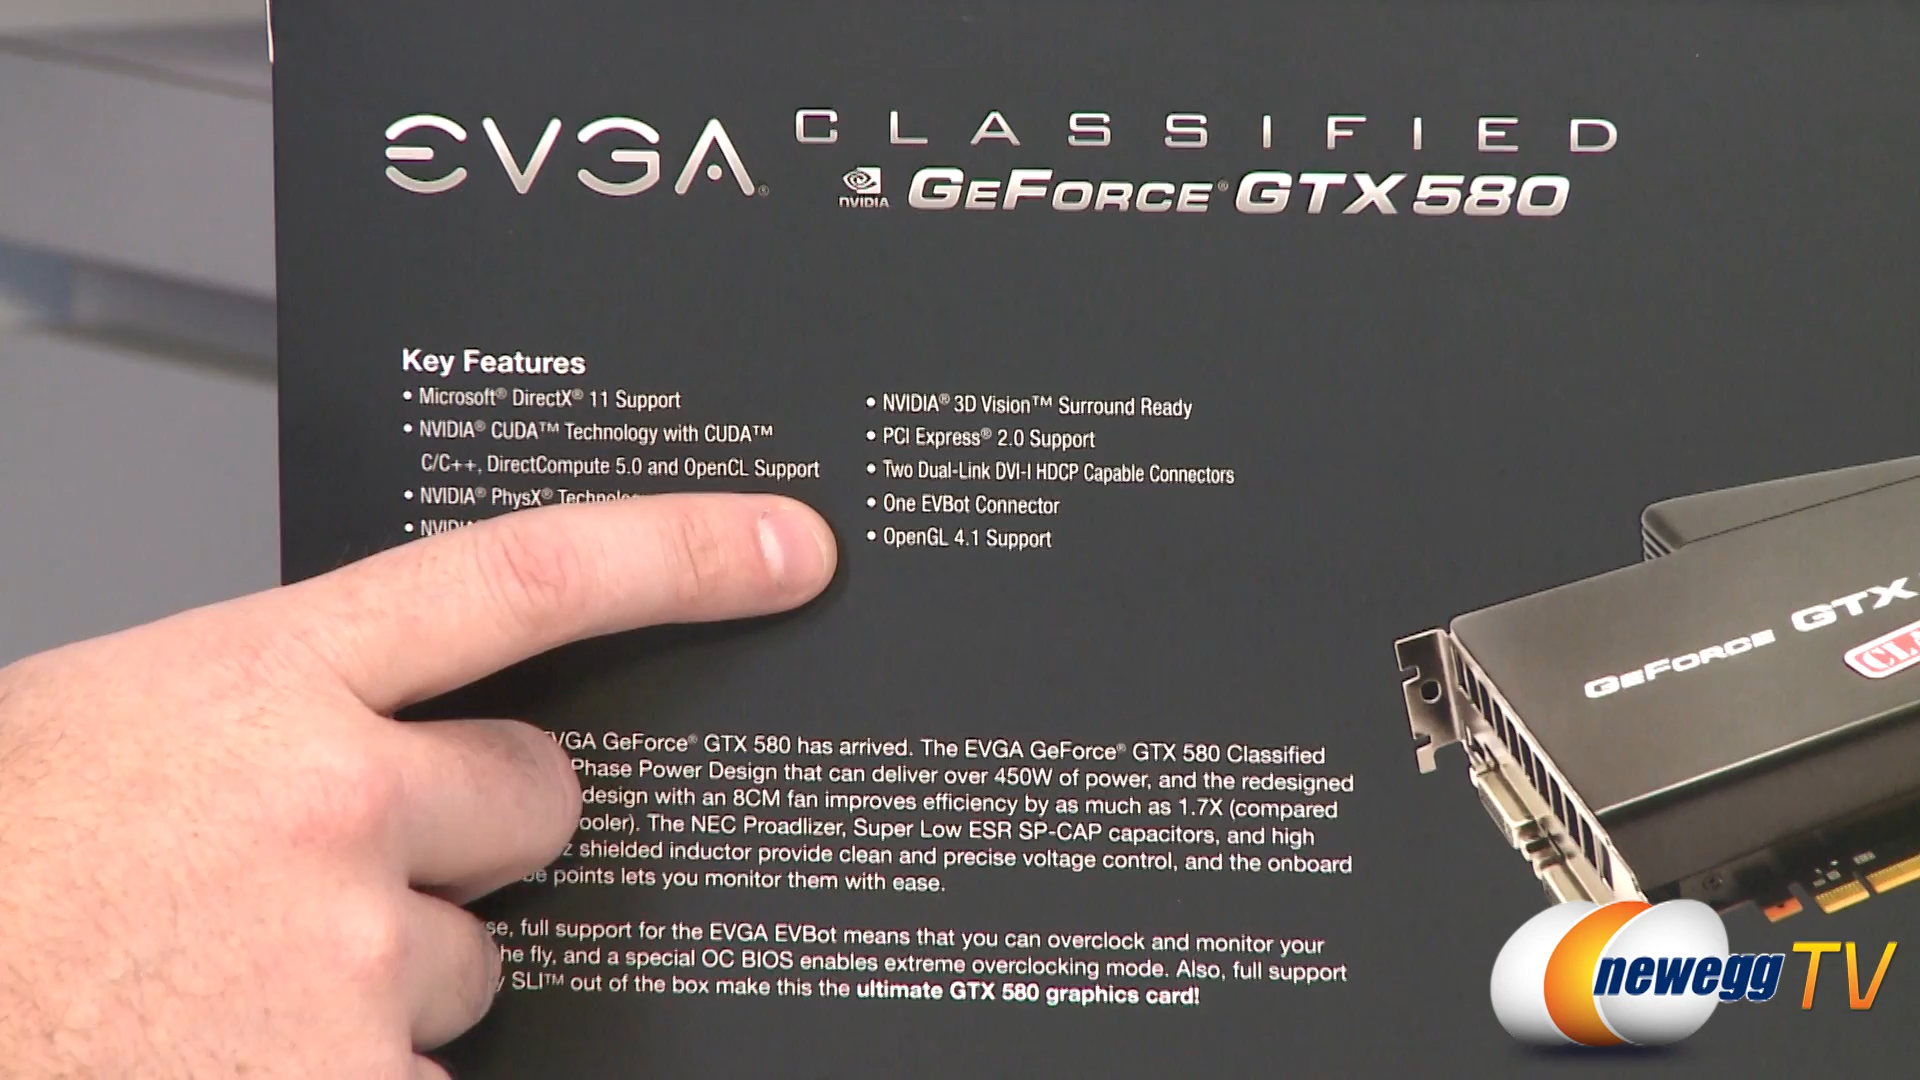 EVGA®
CLASSIFIED
NVIDIA GEFORCE® GTX 580
Key Features
• Microsoft® DirectX® 11 Support
• NVIDIA® CUDA™ Technology with CUDA™
C/C++, DirectCompute 5.0 and OpenCL Support
• NVIDIA® PhysX®
• NVIDIA® 3D Vision™ Surround Ready
• PCI Express® 2.0 Support
• Two Dual-Link DVI-I HDCP Capable Connectors
• One EVBot Connector
• OpenGL 4.1 Support
GEFORCE GTX
GeForce® GTX 580 has arrived. The EVGA GeForce® GTX 580 Classified
Phase Power Design that can deliver over 450W of power, and the redesigned
design with an 8CM fan improves efficiency by as much as 1.7X (compared
The NEC Proadlizer, Super Low ESR SP-CAP capacitors, and high
shielded inductor provide clean and precise voltage control, and the onboard
points lets you monitor them with ease.
full support for the EVGA EVBot means that you can overclock and monitor your
fly, and a special OC BIOS enables extreme overclocking mode. Also, full support
SLI™ out of the box make this the ultimate GTX 580 graphics card!
newegg TV